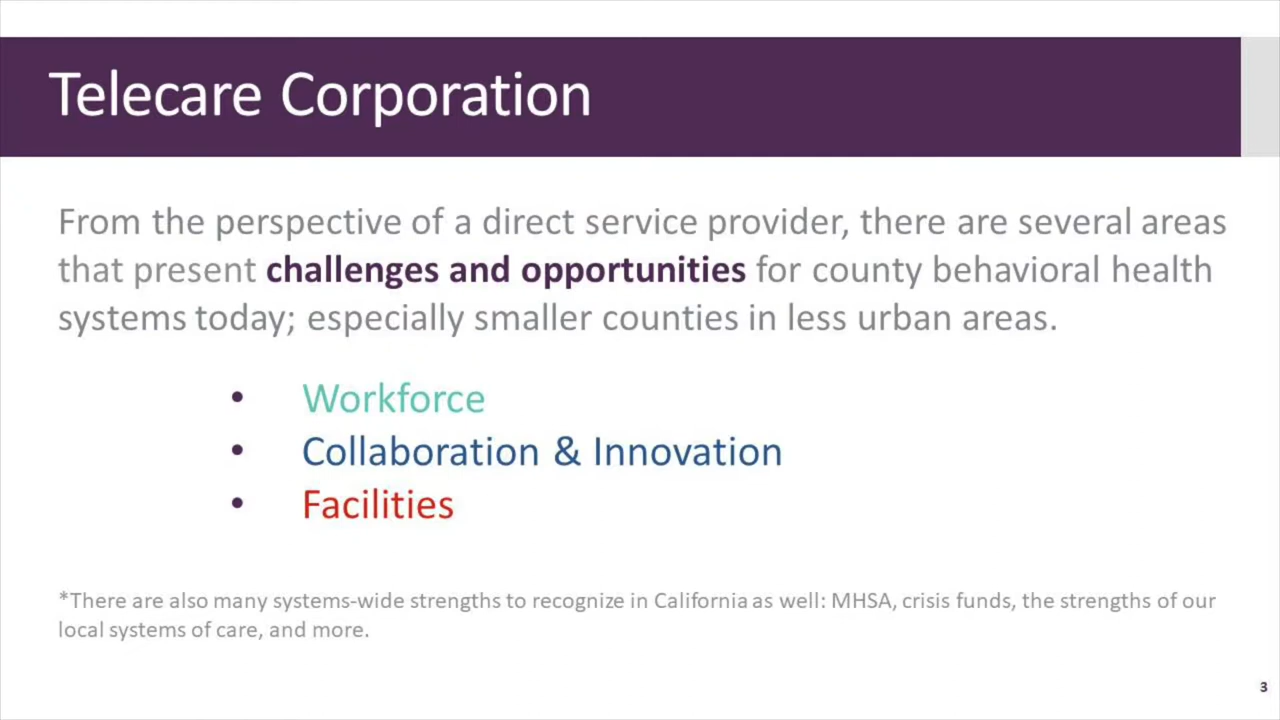 Telecare Corporation
From the perspective of a direct service provider, there are several areas
that present challenges and opportunities for county behavioral health
systems today; especially smaller counties in less urban areas.
• Workforce
• Collaboration & Innovation
• Facilities
*There are also many systems-wide strengths to recognize in California as well: MHSA, crisis funds, the strengths of our
local systems of care, and more.
3